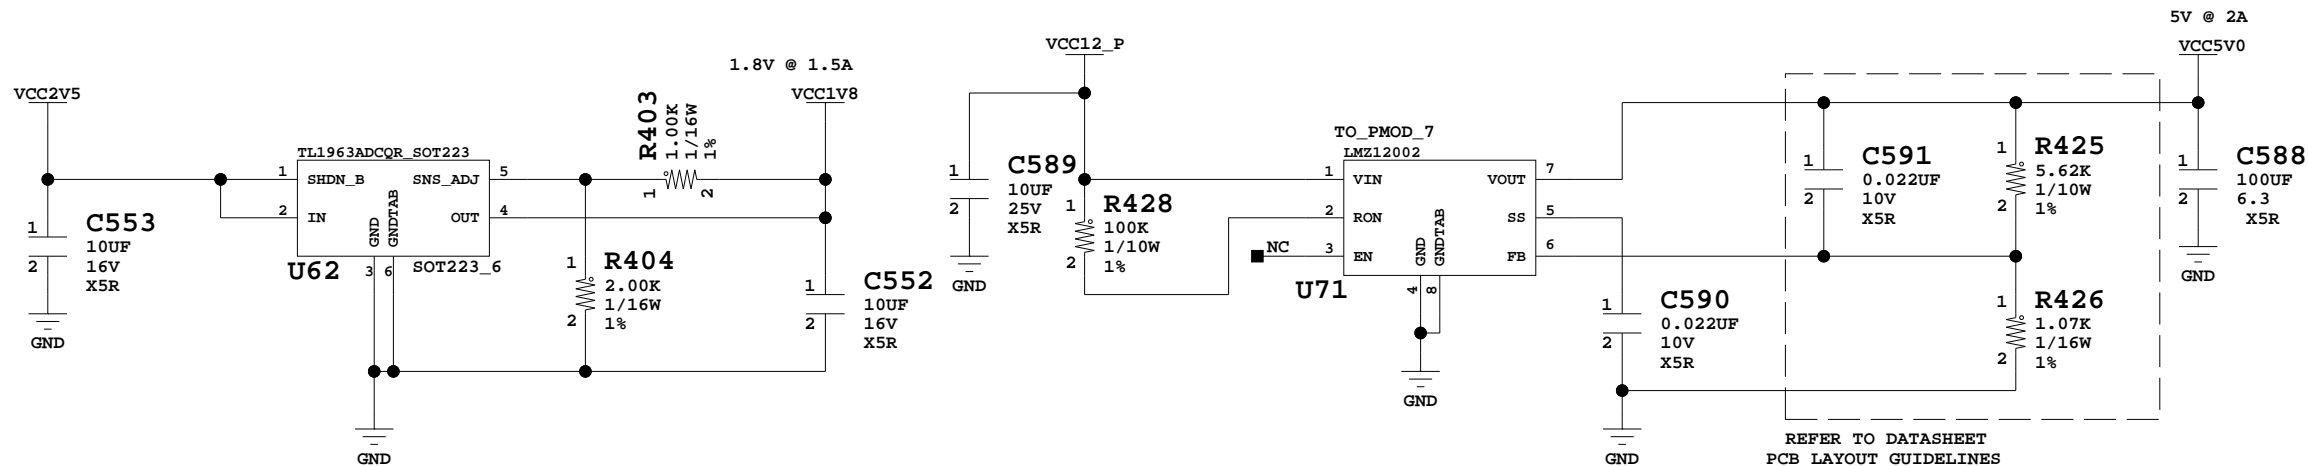 VCC2V5
C553
1
2
10UF
16V
X5R
GND
TL1963ADCQR_SOT223
1
2
SHDN_B
IN
SNS_ADJ
OUT
GND
GNDTAB
5
4
3
6
U62
SOT223_6
GND
R403
1.00K
1/16W
1%
1
2
R404
1
2
2.00K
1/16W
1%
1.8V @ 1.5A
VCC1V8
C552
1
2
10UF
16V
X5R
VCC12_P
C589
1
2
10UF
25V
X5R
GND
R428
1
2
100K
1/10W
1%
NC
TO_PMOD_7
LMZ12002
1
2
3
VIN
RON
EN
VOUT
SS
FB
GND
GNDTAB
7
5
6
4
8
U71
GND
C590
1
2
0.022UF
10V
X5R
GND
C591
1
2
0.022UF
10V
X5R
R425
1
2
5.62K
1/10W
1%
R426
1
2
1.07K
1/16W
1%
REFER TO DATASHEET
PCB LAYOUT GUIDELINES
5V @ 2A
VCC5V0
C588
1
2
100UF
6.3
X5R
GND